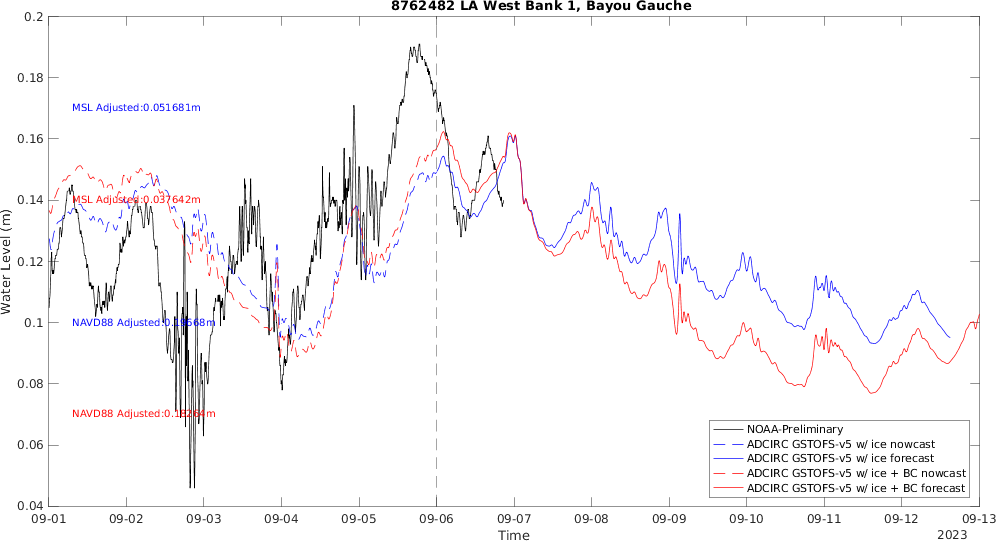 8762482 LA West Bank 1, Bayou Gauche
Water Level (m)
0.2
0.18
0.16
0.14
0.12
0.1
0.08
0.06
0.04
MSL Adjusted:0.051681m
MSL Adjusted:0.037642m
NAVD88 Adjusted:
NAVD88 Adjusted:
NOAA-Preliminary
ADCIRC GSTOFS-v5 w/ ice nowcast
ADCIRC GSTOFS-v5 w/ ice forecast
ADCIRC GSTOFS-v5 w/ ice + BC nowcast
ADCIRC GSTOFS-v5 w/ ice + BC forecast
09-01 09-02 09-03 09-04 09-05 09-06 09-07 09-08 09-09 09-10 09-11 09-12 09-13
Time
2023